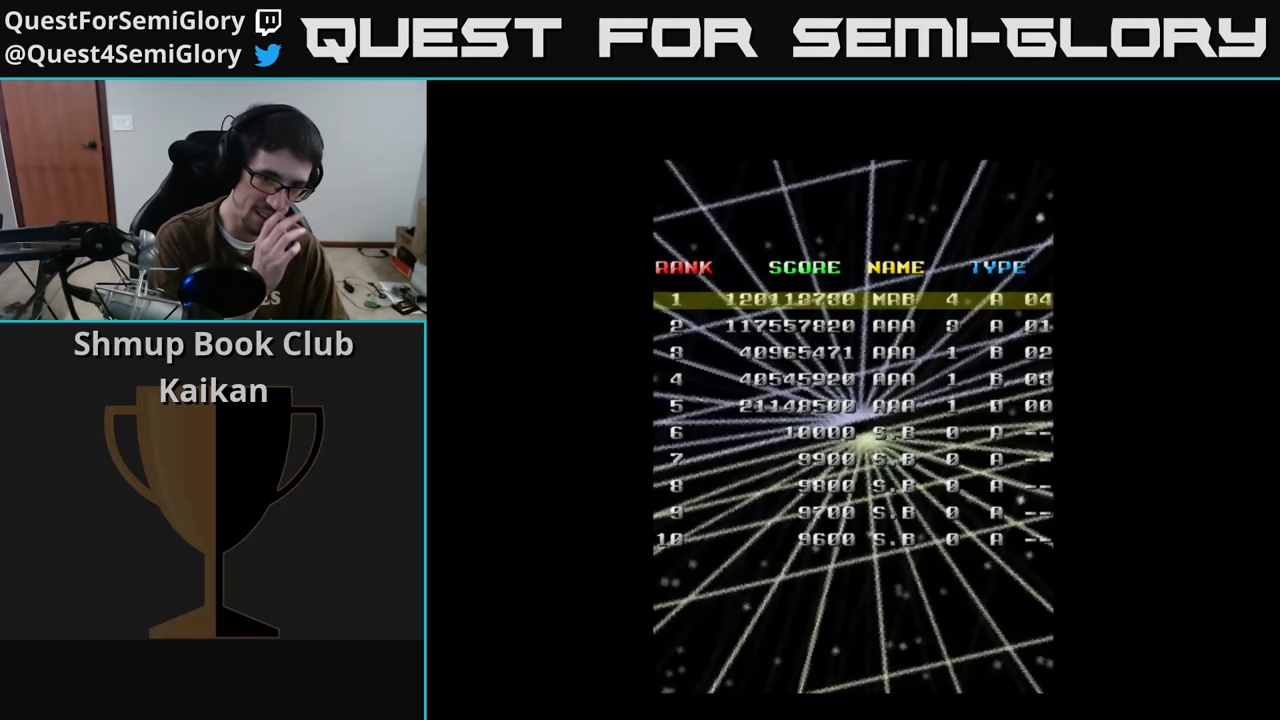 QuestForSemiGlory
@Quest4SemiGlory
QUEST FOR SEMI-GLORY
Shmup Book Club
Kaikan
RANK SCORE NAME TYPE
1 120112780 MAB 4 A 04
2 117557820 AAA 3 A 01
3 40965471 AAA 1 B 02
4 40545920 AAA 1 B 03
5 21148500 AAA 1 D 00
6 10000 S.B 0 A --
7 9900 S.B 0 A --
8 9800 S.B 0 A --
9 9700 S.B 0 A --
10 9600 S.B 0 A --